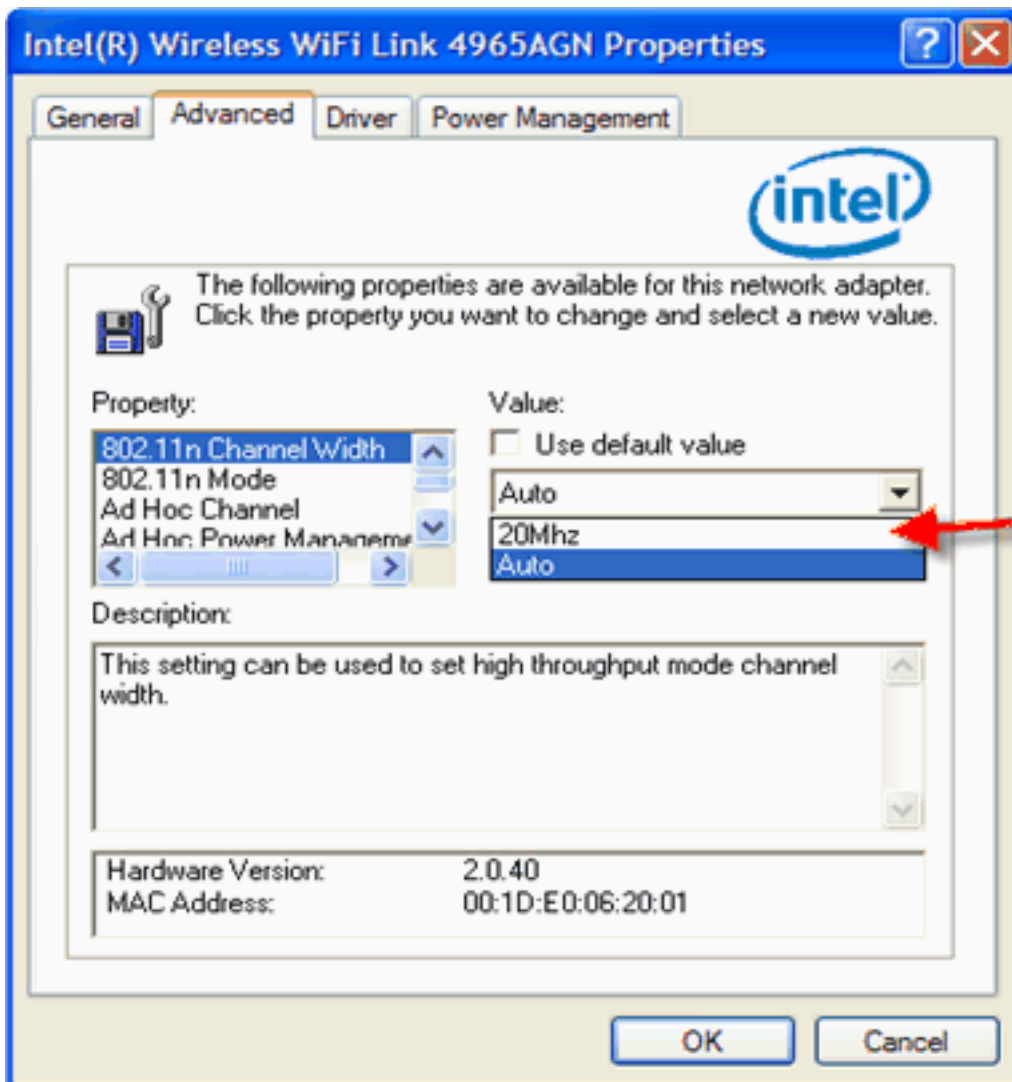 Intel(R) Wireless WiFi Link 4965AGN Properties
General Advanced Driver Power Management
intel
The following properties are available for this network adapter.
Click the property you want to change and select a new value.
Property:
802.11n Channel Width
802.11n Mode
Ad Hoc Channel
Ad Hoc Power Manageme
Value:
Use default value
Auto
20Mhz
Auto
Description:
This setting can be used to set high throughput mode channel
width.
Hardware Version: 2.0.40
MAC Address: 00:1D:E0:06:20:01
OK Cancel